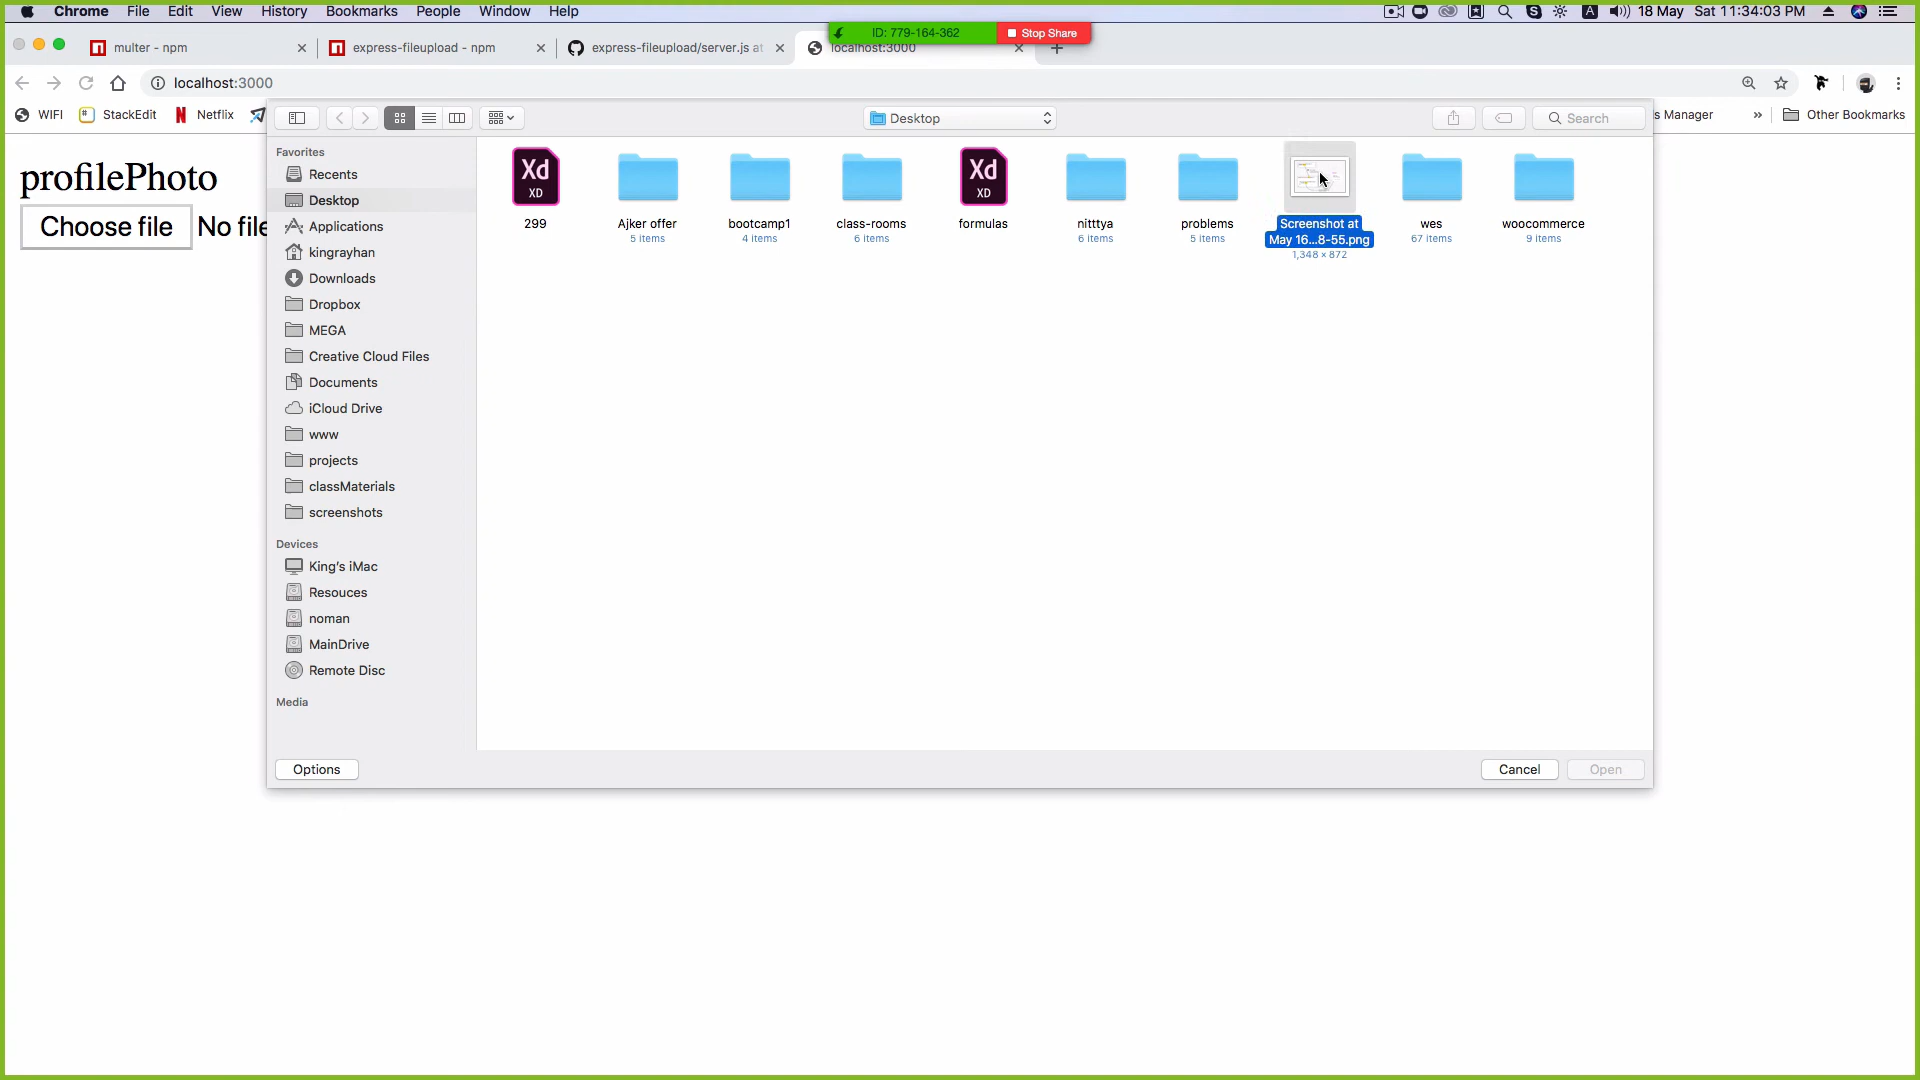 Chrome File Edit View History Bookmarks People Window Help
18 May Sat 11:34:03 PM
ID: 779-164-362 Stop Share
multer - npm
express-fileupload - npm
express-fileupload/server.js at
localhost:3000
localhost:3000
WIFI
StackEdit
Netflix
s Manager
Other Bookmarks
Desktop
Search
profilePhoto
Choose file No file
Favorites
Recents
Desktop
Applications
kingrayhan
Downloads
Dropbox
MEGA
Creative Cloud Files
Documents
iCloud Drive
www
projects
classMaterials
screenshots
Devices
King's iMac
Resouces
noman
MainDrive
Remote Disc
Media
Xd
XD
299
Ajker offer
5 items
bootcamp1
4 items
class-rooms
6 items
Xd
XD
formulas
nitttya
6 items
problems
5 items
Screenshot at
May 16...8-55.png
1,348 × 872
wes
67 items
woocommerce
9 items
Options
Cancel
Open